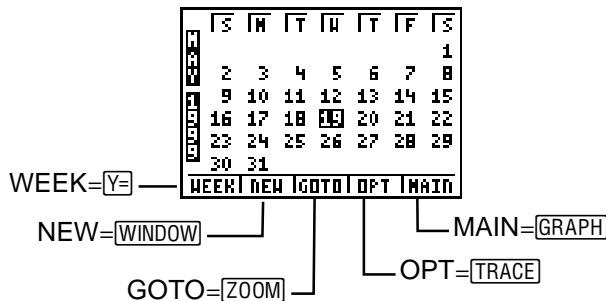 S M T W T F S
MAY
1
2 3 4 5 6 7 8
9 10 11 12 13 14 15
1999
16 17 18 19 20 21 22
23 24 25 26 27 28 29
30 31
WEEK NEW GOTO OPT MAIN
WEEK=Y=
NEW=WINDOW
GOTO=ZOOM
OPT=TRACE
MAIN=GRAPH